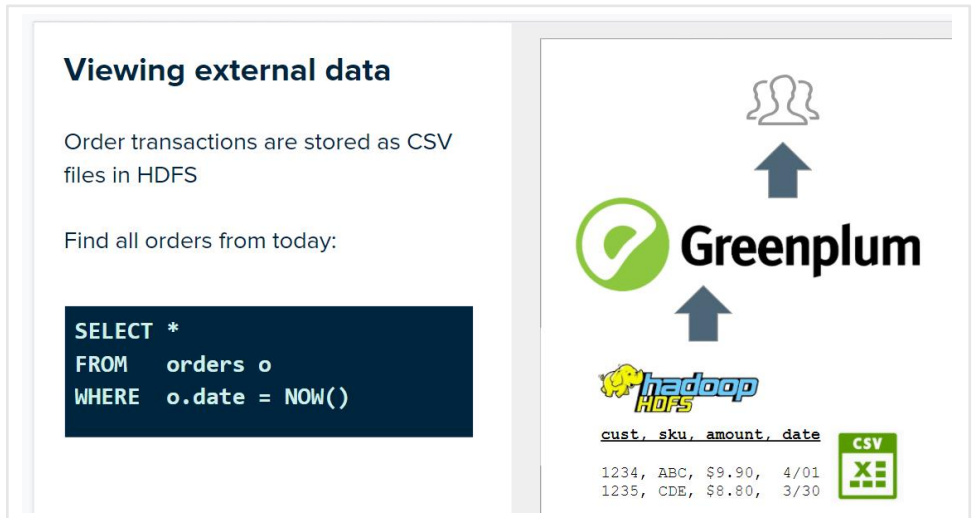 Viewing external data
Order transactions are stored as CSV
files in HDFS
Find all orders from today:
SELECT *
FROM   orders o
WHERE  o.date = NOW()
Greenplum
hadoop
HDFS
cust, sku, amount, date
CSV
X
1234, ABC, $9.90,  4/01
1235, CDE, $8.80,  3/30